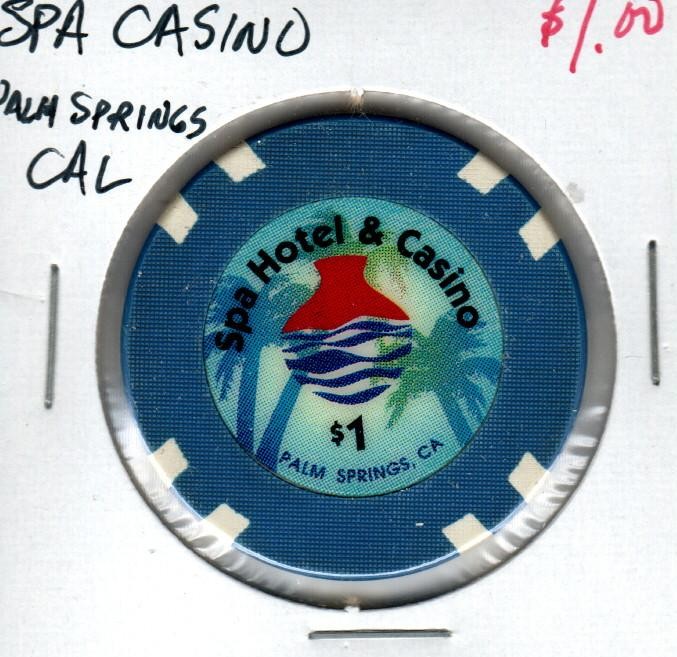 SPA CASINO
$1.00
PALM SPRINGS
CAL
Spa Hotel & Casino
$1
PALM SPRINGS, CA